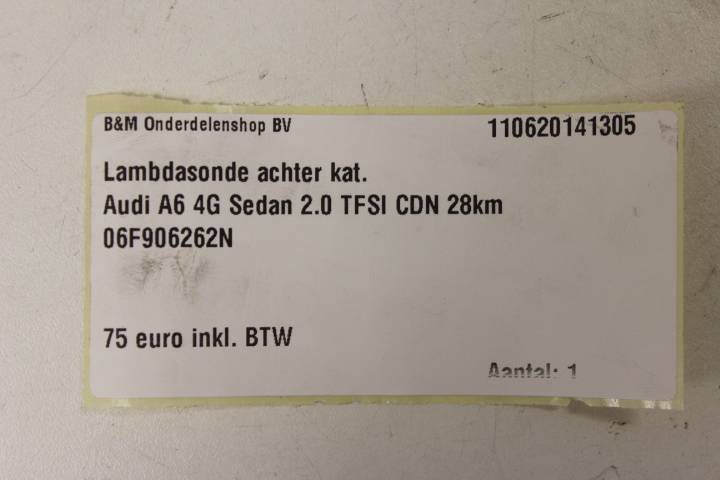 B&M Onderdelenshop BV 110620141305
Lambdasonde achter kat.
Audi A6 4G Sedan 2.0 TFSI CDN 28km
06F906262N
75 euro inkl. BTW
Aantal: 1